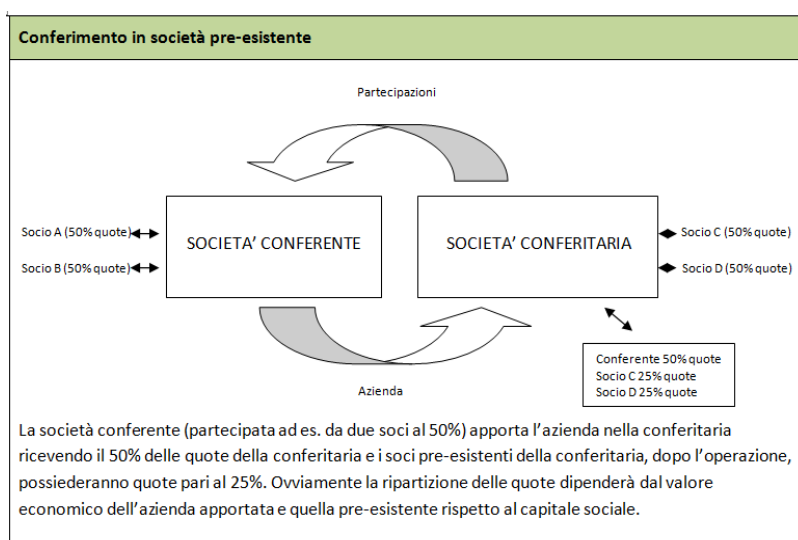 Conferimento in società pre-esistente
Partecipazioni
Socio A (50% quote)
Socio B (50% quote)
SOCIETA’ CONFERENTE
SOCIETA’ CONFERITARIA
Socio C (50% quote)
Socio D (50% quote)
Conferente 50% quote
Socio C 25% quote
Socio D 25% quote
Azienda
La società conferente (partecipata ad es. da due soci al 50%) apporta l’azienda nella conferitaria
ricevendo il 50% delle quote della conferitaria e i soci pre-esistenti della conferitaria, dopo l’operazione,
possiederanno quote pari al 25%. Ovviamente la ripartizione delle quote dipenderà dal valore
economico dell’azienda apportata e quella pre-esistente rispetto al capitale sociale.